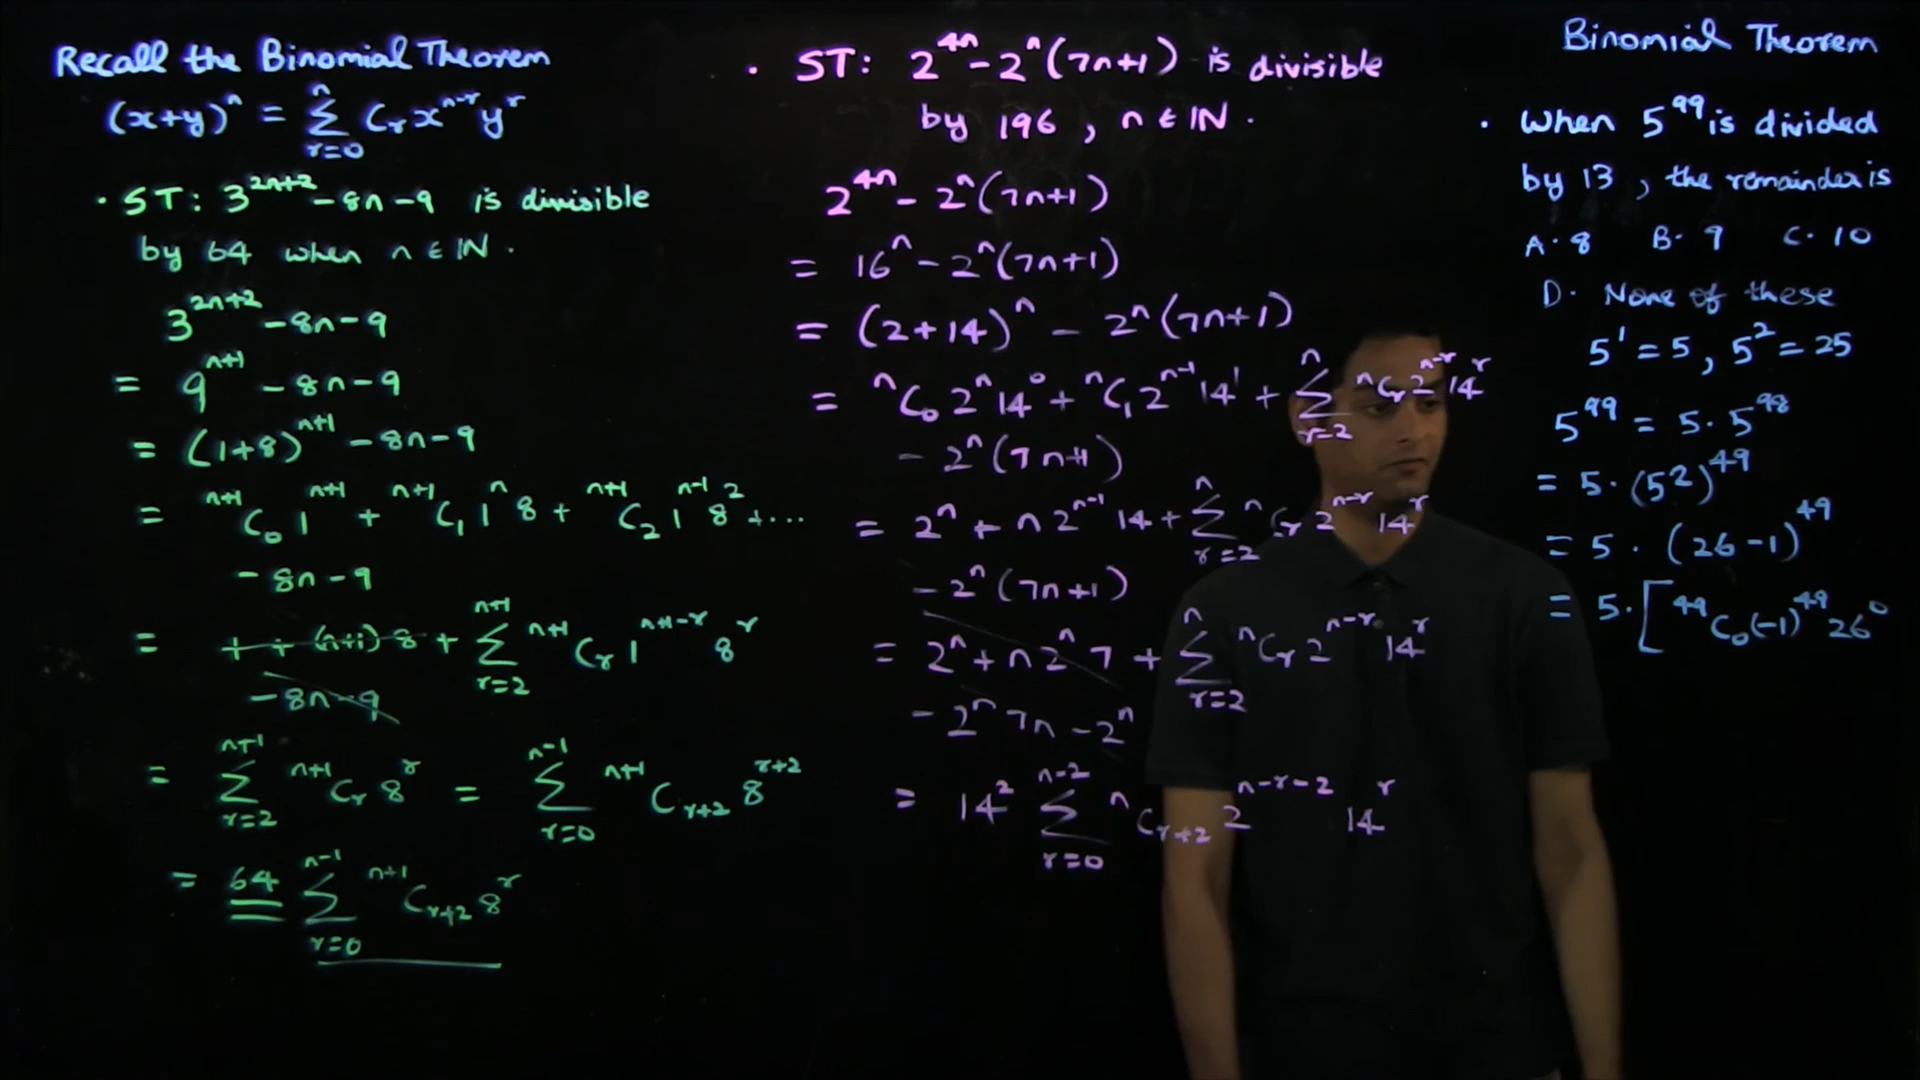 Recall the Binomial Theorem
(x+y)^n = Σ_{r=0}^{n} C_r x^{n-r} y^r
· ST: 3^{2n+2} - 8n - 9 is divisible
by 64 when n ∈ IN.
3^{2n+2} - 8n - 9
= 9^{n+1} - 8n - 9
= (1+8)^{n+1} - 8n - 9
= ^{n+1}C_0 1^{n+1} + ^{n+1}C_1 1^n 8 + ^{n+1}C_2 1^{n-1} 8^2 + ...
- 8n - 9
= 1 + (n+1) 8 + Σ_{r=2}^{n+1} ^{n+1}C_r 1^{n+1-r} 8^r
- 8n - 9
= Σ_{r=2}^{n+1} ^{n+1}C_r 8^r = Σ_{r=0}^{n-1} ^{n+1}C_{r+2} 8^{r+2}
= 64 Σ_{r=0}^{n-1} ^{n+1}C_{r+2} 8^r
· ST: 2^{4n} - 2^n (7n+1) is divisible
by 196, n ∈ IN.
2^{4n} - 2^n (7n+1)
= 16^n - 2^n (7n+1)
= (2+14)^n - 2^n (7n+1)
= ^nC_0 2^n 14^0 + ^nC_1 2^{n-1} 14^1 + Σ_{r=2}^{n} ^nC_r 2^{n-r} 14^r
- 2^n (7n+1)
= 2^n + n 2^{n-1} 14 + Σ_{r=2}^{n} ^nC_r 2^{n-r} 14^r
- 2^n (7n+1)
= 2^n + n 2^n 7 + Σ_{r=2}^{n} ^nC_r 2^{n-r} 14^r
- 2^n 7n - 2^n
= 14^2 Σ_{r=0}^{n-2} ^nC_{r+2} 2^{n-r-2} 14^r
Binomial Theorem
· When 5^{99} is divided
by 13, the remainder is
A. 8 B. 9 C. 10
D. None of these
5^1 = 5, 5^2 = 25
5^{99} = 5 · 5^{98}
= 5 · (5^2)^{49}
= 5 · (26 - 1)^{49}
= 5 · [ ^{49}C_0 (-1)^{49} 26^0